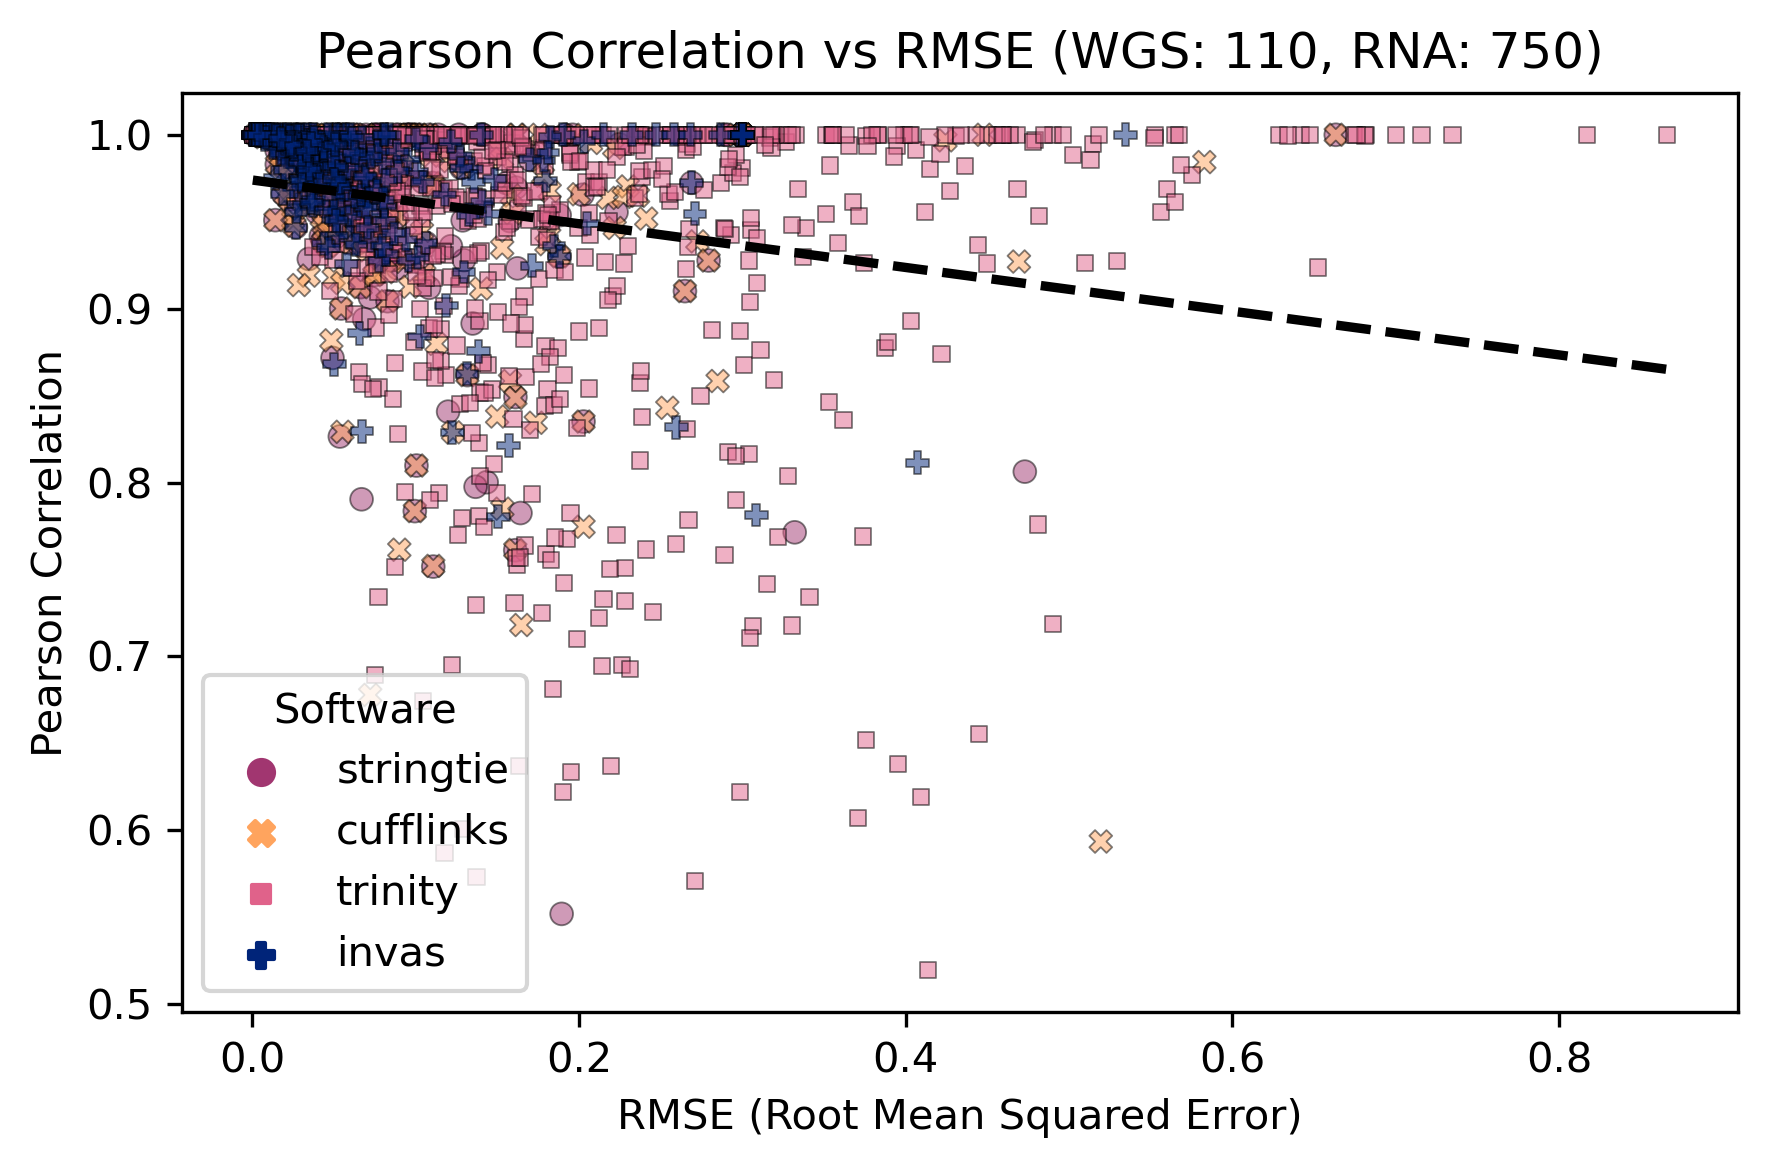 Pearson Correlation vs RMSE (WGS: 110, RNA: 750)
Pearson Correlation
1.0
0.9
0.8
0.7
0.6
0.5
Software
stringtie
cufflinks
trinity
invas
0.0
0.2
0.4
0.6
0.8
RMSE (Root Mean Squared Error)